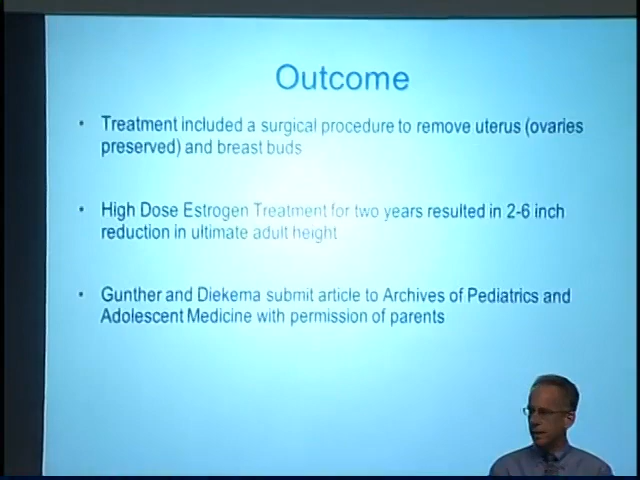 Outcome
• Treatment included a surgical procedure to remove uterus (ovaries
preserved) and breast buds
• High Dose Estrogen Treatment for two years resulted in 2-6 inch
reduction in ultimate adult height
• Gunther and Diekema submit article to Archives of Pediatrics and
Adolescent Medicine with permission of parents